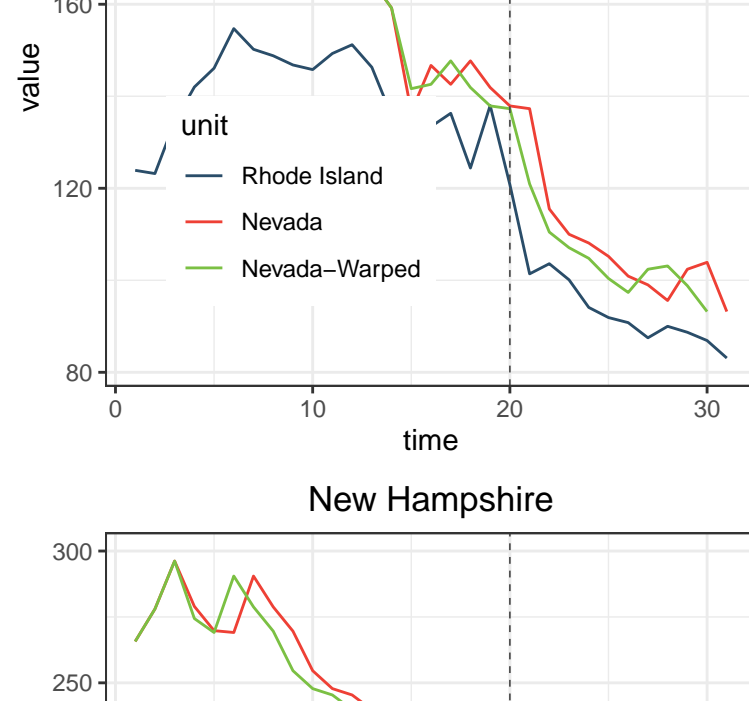 160
value
unit
Rhode Island
Nevada
Nevada−Warped
120
80
0 10 20 30
time
New Hampshire
300
250